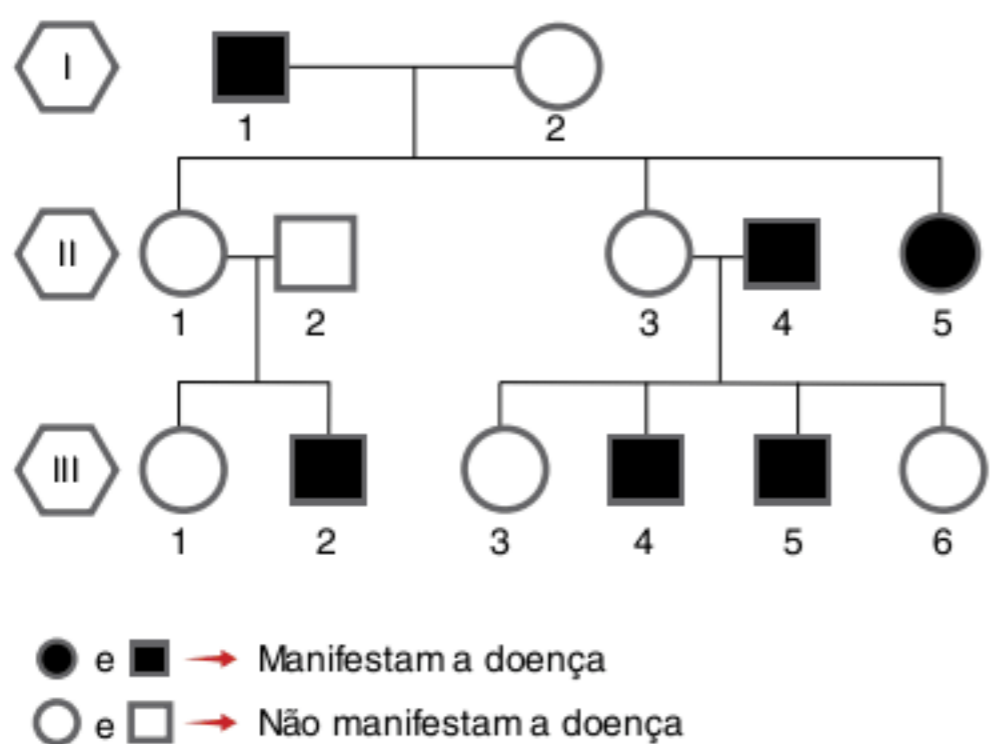 I
1 2
II
1 2 3 4 5
III
1 2 3 4 5 6
e → Manifestam a doença
e → Não manifestam a doença